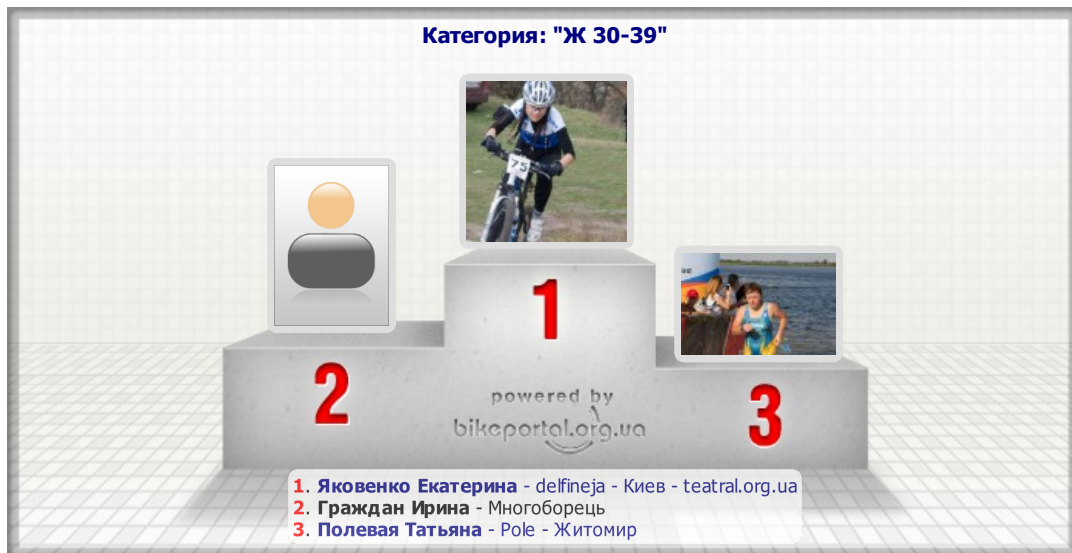 Категория: "Ж 30-39"
75
1
2
3
powered by
bikeportal.org.ua
1. Яковенко Екатерина - delfineja - Киев - teatral.org.ua
2. Граждан Ирина - Многоборець
3. Полевая Татьяна - Pole - Житомир